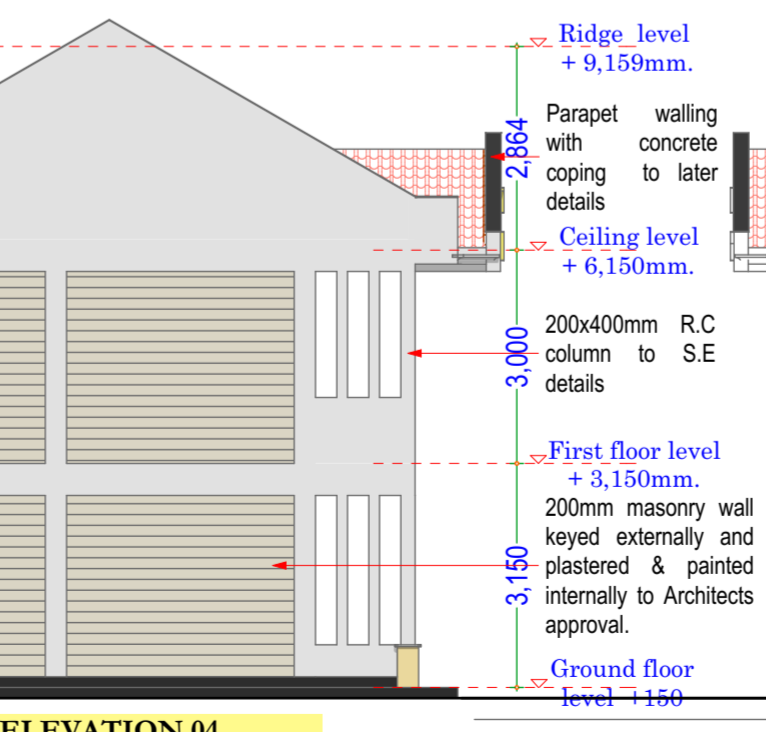 Ridge level
+ 9,159mm.
2,864
Parapet walling
with concrete
coping to later
details
Ceiling level
+ 6,150mm.
3,000
200x400mm R.C
column to S.E
details
First floor level
+ 3,150mm.
3,150
200mm masonry wall
keyed externally and
plastered & painted
internally to Architects
approval.
Ground floor
level +150
ELEVATION 04